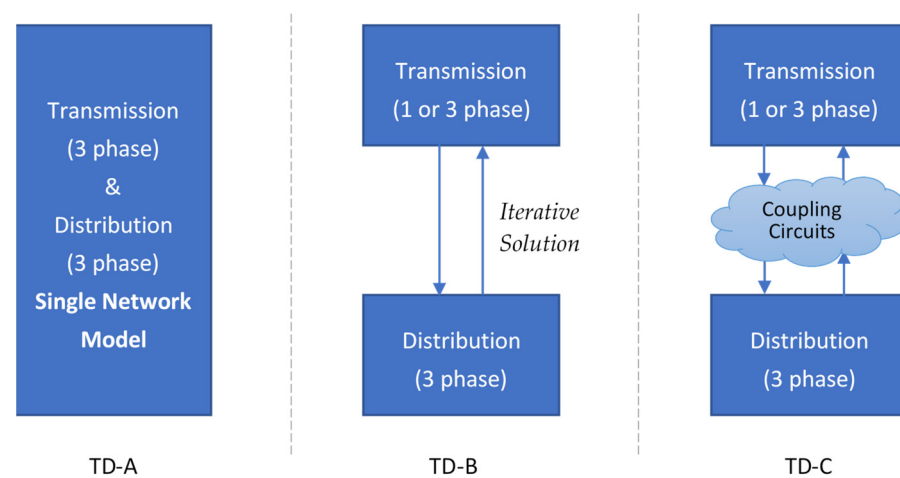 Transmission
(3 phase)
&
Distribution
(3 phase)
Single Network
Model
TD-A
Transmission
(1 or 3 phase)
Iterative
Solution
Distribution
(3 phase)
TD-B
Transmission
(1 or 3 phase)
Coupling
Circuits
Distribution
(3 phase)
TD-C